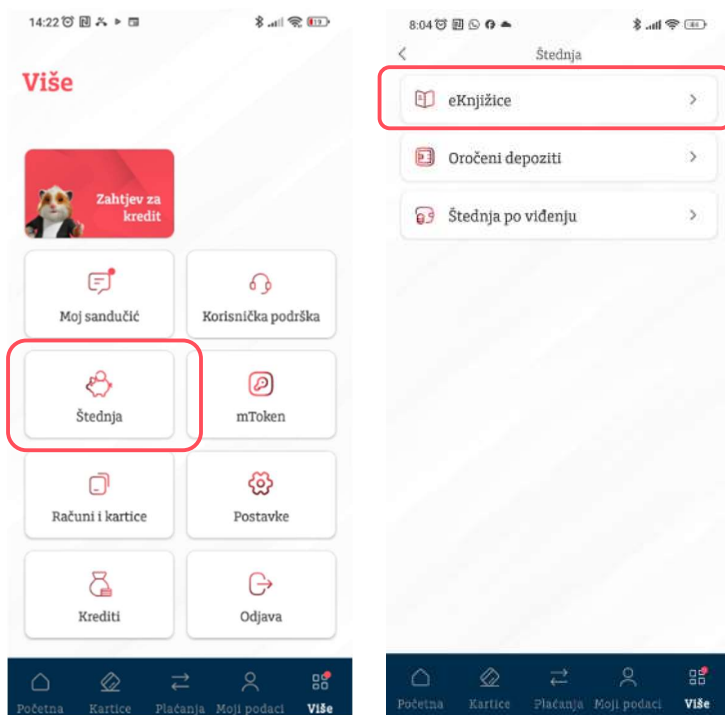 14:22
19
Više
Zahtjev za
kredit
Moj sandučić
Korisnička podrška
Štednja
mToken
Računi i kartice
Postavke
Krediti
Odjava
Početna
Kartice
Plaćanja
Moji podaci
Više
8:04
Štednja
eKnjižice
Oročeni depoziti
Štednja po viđenju
Početna
Kartice
Plaćanja
Moji podaci
Više